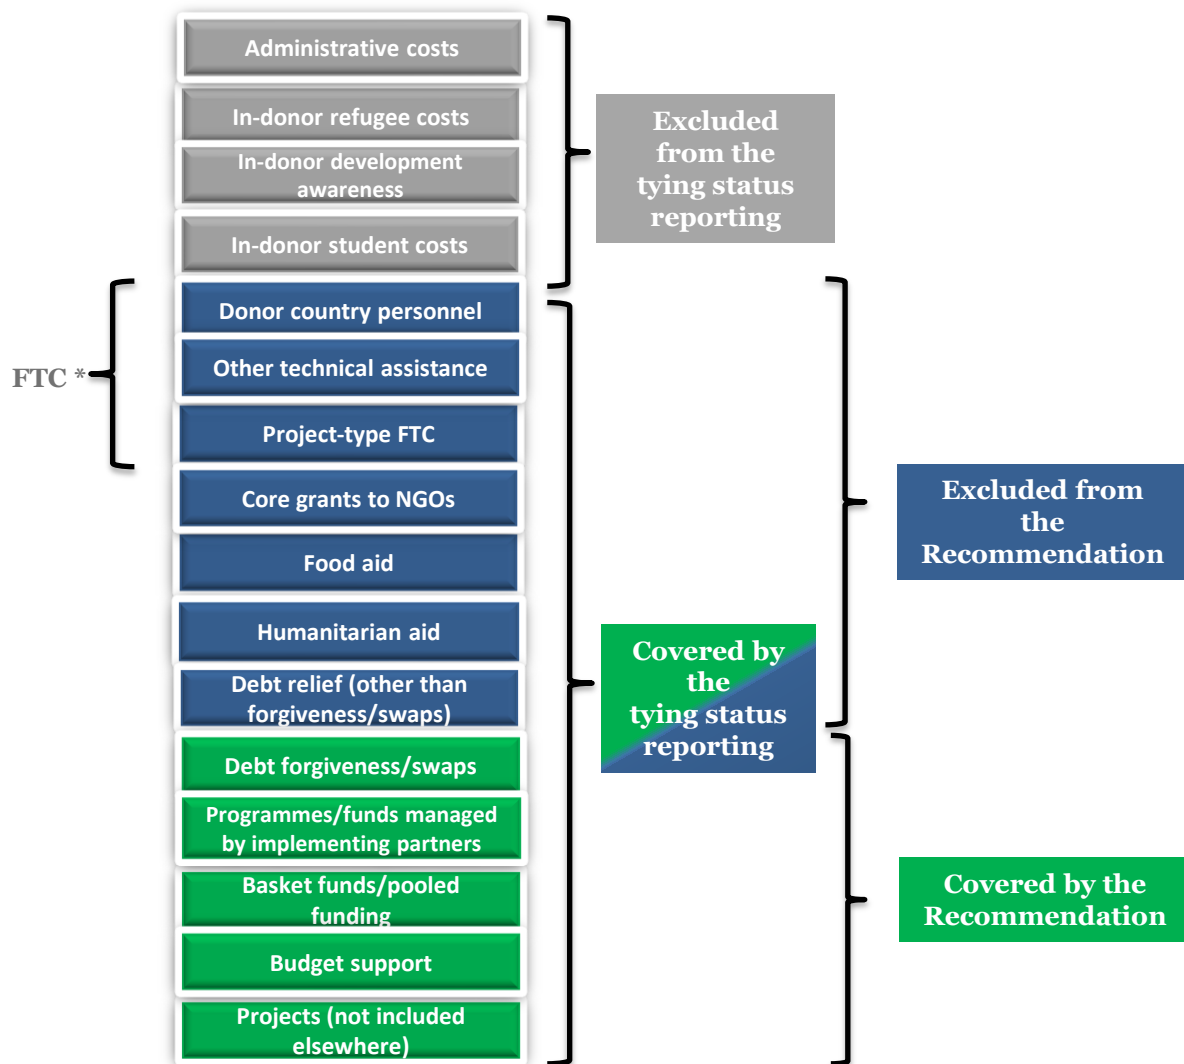 Administrative costs
In-donor refugee costs
In-donor development
awareness
In-donor student costs
Excluded
from the
tying status
reporting
FTC *
Donor country personnel
Other technical assistance
Project-type FTC
Core grants to NGOs
Food aid
Humanitarian aid
Debt relief (other than
forgiveness/swaps)
Excluded from
the
Recommendation
Covered by
the
tying status
reporting
Debt forgiveness/swaps
Programmes/funds managed
by implementing partners
Basket funds/pooled
funding
Budget support
Projects (not included
elsewhere)
Covered by the
Recommendation